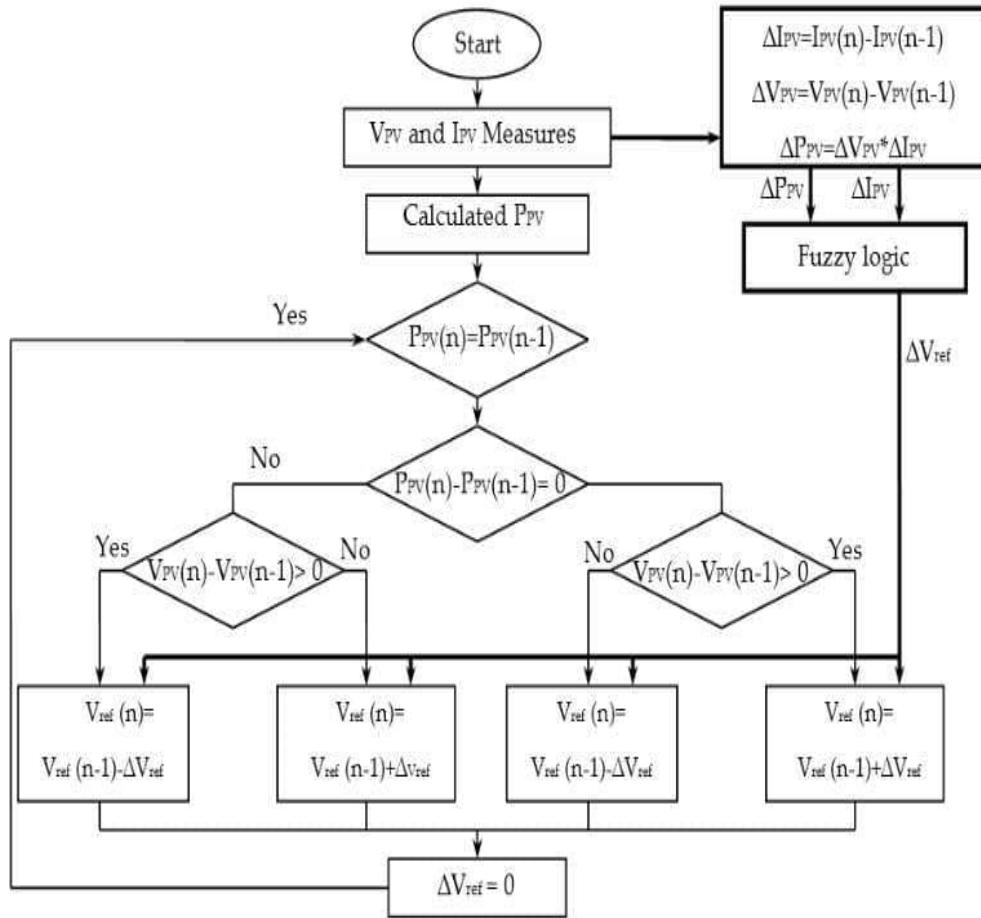 Start
ΔIPV=IPV(n)-IPV(n-1)
ΔVPV=VPV(n)-VPV(n-1)
ΔPPV=ΔVPV*ΔIPV
VPV and IPV Measures
ΔPPV
ΔIPV
Calculated PPV
Fuzzy logic
Yes
PPV(n)=PPV(n-1)
ΔVref
No
PPV(n)-PPV(n-1)= 0
Yes
VPV(n)-VPV(n-1)> 0
No
No
VPV(n)-VPV(n-1)> 0
Yes
Vref (n)=
Vref (n-1)-ΔVref
Vref (n)=
Vref (n-1)+ΔVref
Vref (n)=
Vref (n-1)-ΔVref
Vref (n)=
Vref (n-1)+ΔVref
ΔVref = 0